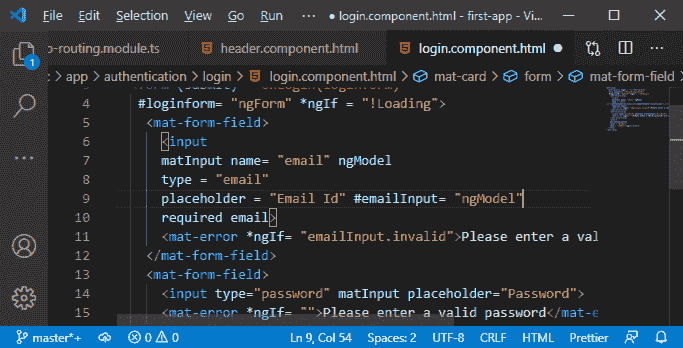 File Edit Selection View ... ● login.component.html - first-app - Vi...
o-routing.module.ts header.component.html login.component.html ● ...
app > authentication > login > login.component.html > mat-card > form > mat-form-field
1
4 #loginform= "ngForm" *ngIf = "!Loading">
5 <mat-form-field>
6 <input
7 matInput name= "email" ngModel
8 type = "email"
9 placeholder = "Email Id" #emailInput= "ngModel"
10 required email>
11 <mat-error *ngIf= "emailInput.invalid">Please enter a val
12 </mat-form-field>
13 <mat-form-field>
14 <input type="password" matInput placeholder="Password">
15 <mat-error *ngIf= "">Please enter a valid password</mat-e
master*+ 0 0 Ln 9, Col 54 Spaces: 2 UTF-8 CRLF HTML Prettier